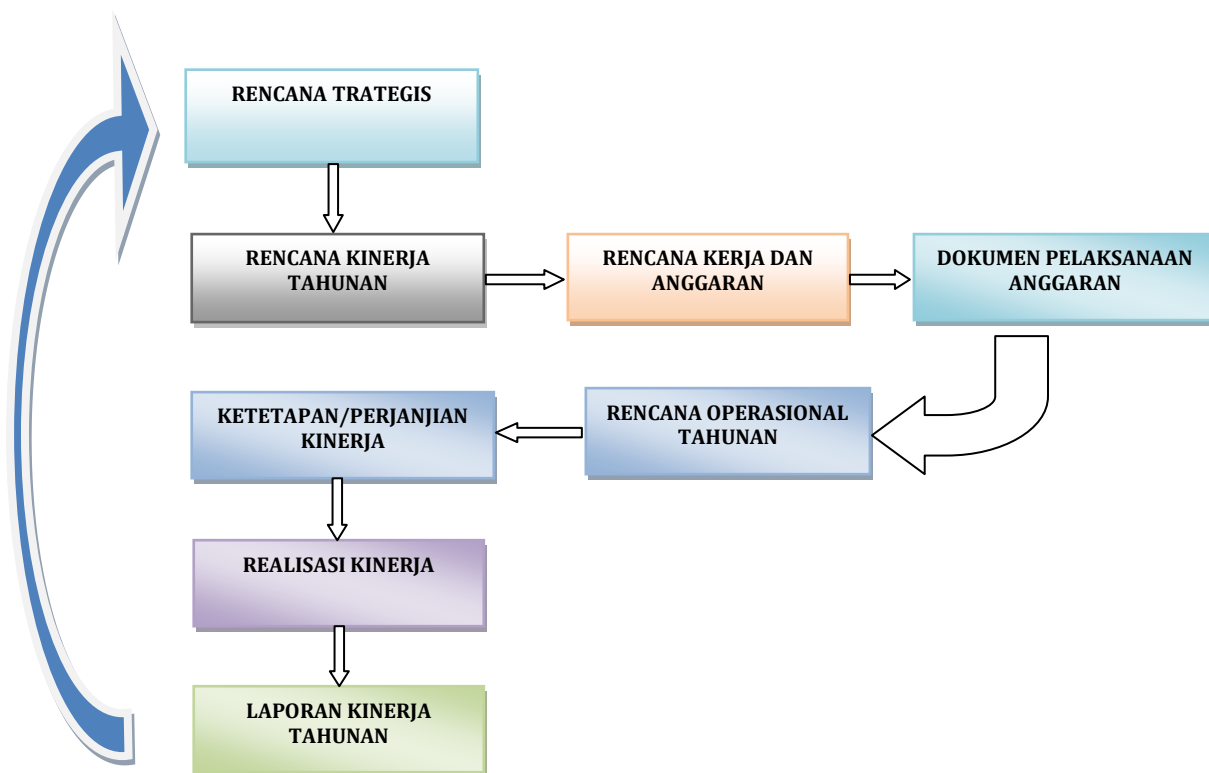 RENCANA TRATEGIS
RENCANA KINERJA
TAHUNAN
RENCANA KERJA DAN
ANGGARAN
DOKUMEN PELAKSANAAN
ANGGARAN
KETETAPAN/PERJANJIAN
KINERJA
RENCANA OPERASIONAL
TAHUNAN
REALISASI KINERJA
LAPORAN KINERJA
TAHUNAN